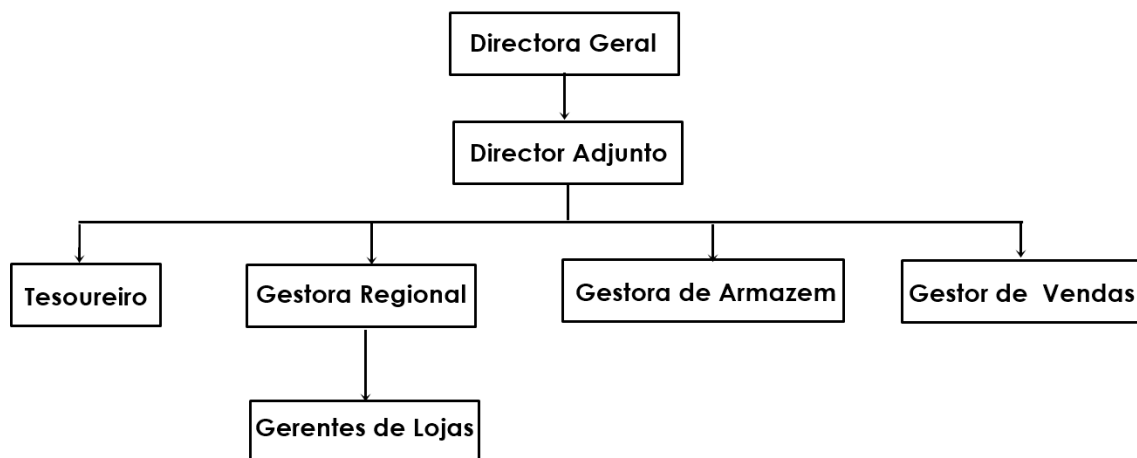 Directora Geral
Director Adjunto
Tesoureiro
Gestora Regional
Gestora de Armazem
Gestor de Vendas
Gerentes de Lojas